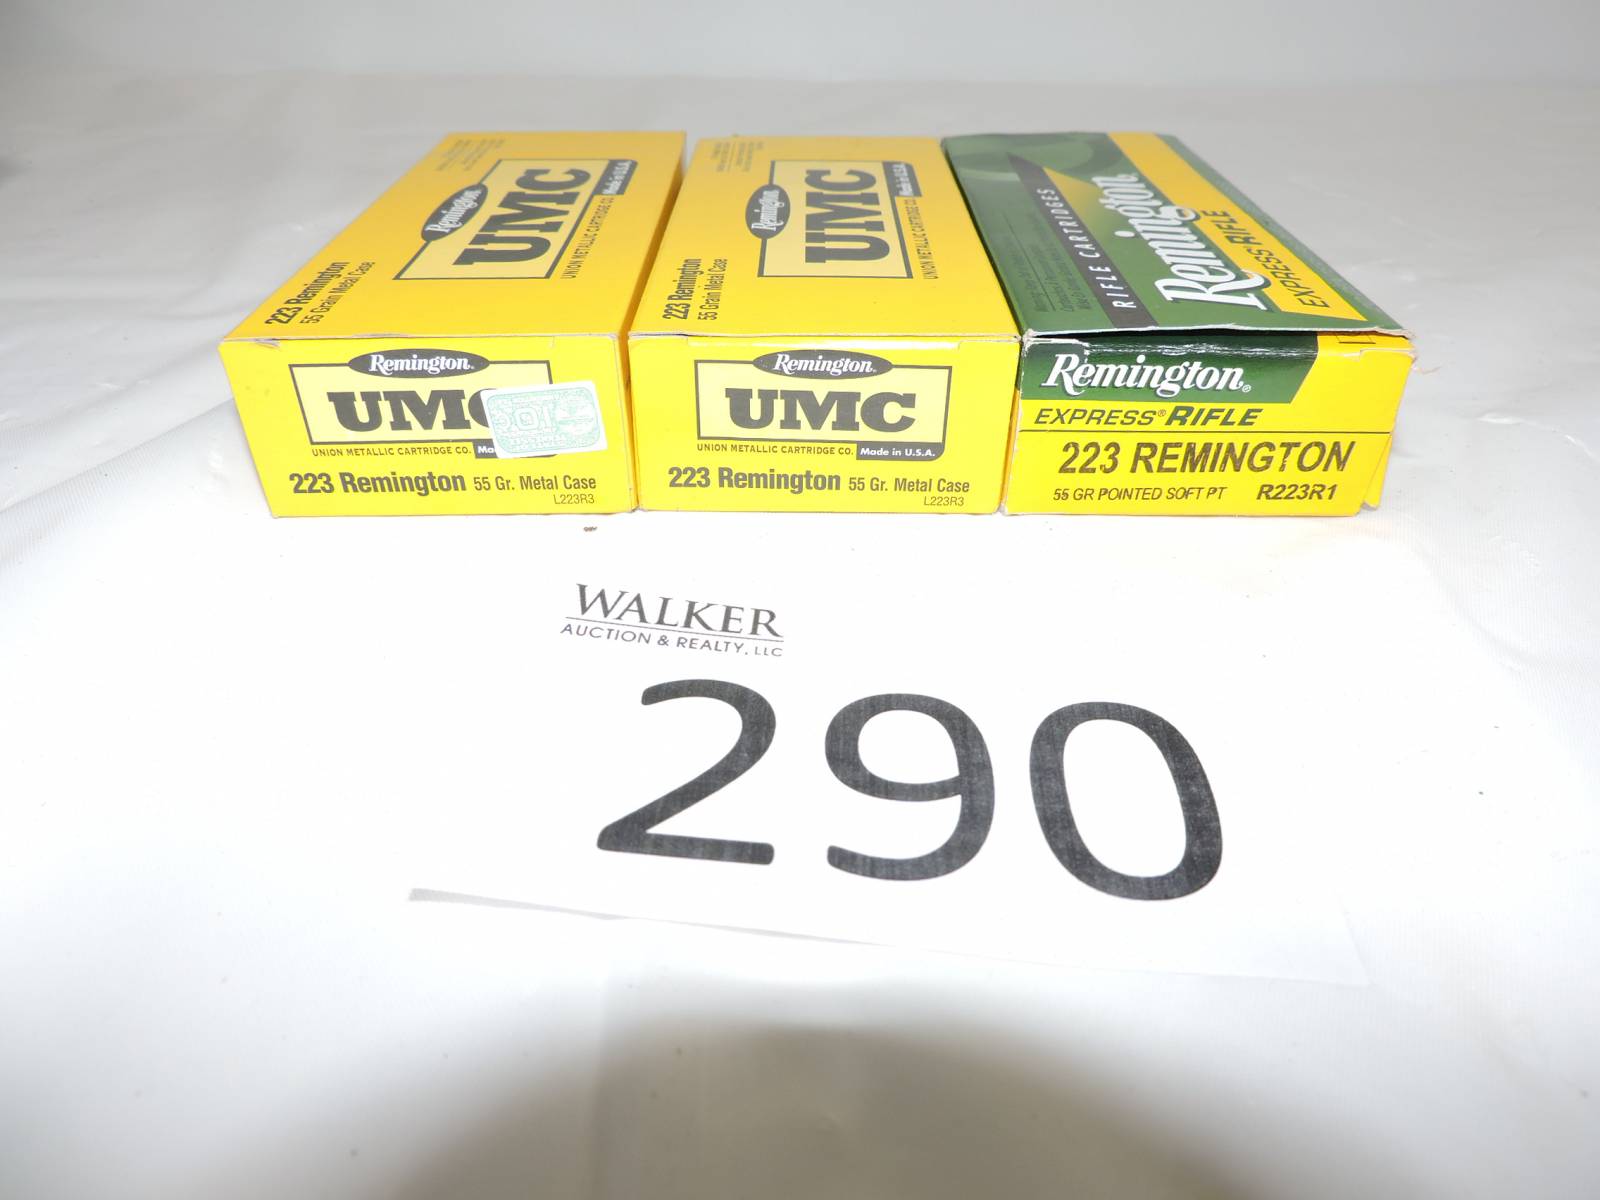 Remington
UMC
Made in U.S.A.
UNION METALLIC CARTRIDGE CO.
223 Remington
55 Grain Metal Case
Remington
UMC
UNION METALLIC CARTRIDGE CO.
223 Remington 55 Gr. Metal Case
L223R3
Remington
UMC
Made in U.S.A.
UNION METALLIC CARTRIDGE CO.
223 Remington
55 Grain Metal Case
Remington
UMC
UNION METALLIC CARTRIDGE CO. Made in U.S.A.
223 Remington 55 Gr. Metal Case
L223R3
RIFLE CARTRIDGES
Remington
EXPRESS RIFLE
Remington®
EXPRESS® RIFLE
223 REMINGTON
55 GR POINTED SOFT PT R223R1
WALKER
AUCTION & REALTY, LLC
290